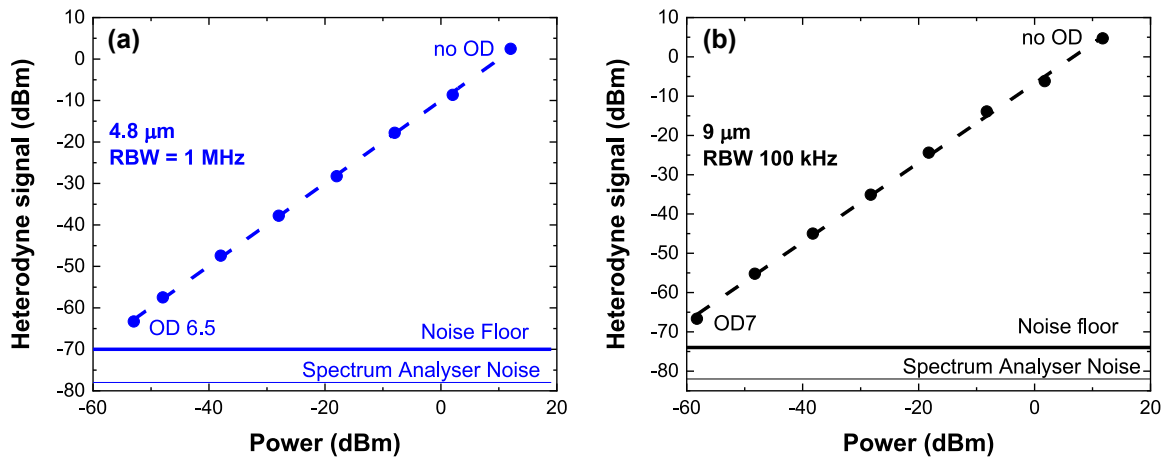 (a)
no OD
4.8 μm
RBW = 1 MHz
OD 6.5
Noise Floor
Spectrum Analyser Noise
Heterodyne signal (dBm)
10
0
-10
-20
-30
-40
-50
-60
-70
-80
-60
-40
-20
0
20
Power (dBm)
(b)
no OD
9 μm
RBW 100 kHz
OD7
Noise floor
Spectrum Analyser Noise
Heterodyne signal (dBm)
10
0
-10
-20
-30
-40
-50
-60
-70
-80
-60
-40
-20
0
20
Power (dBm)